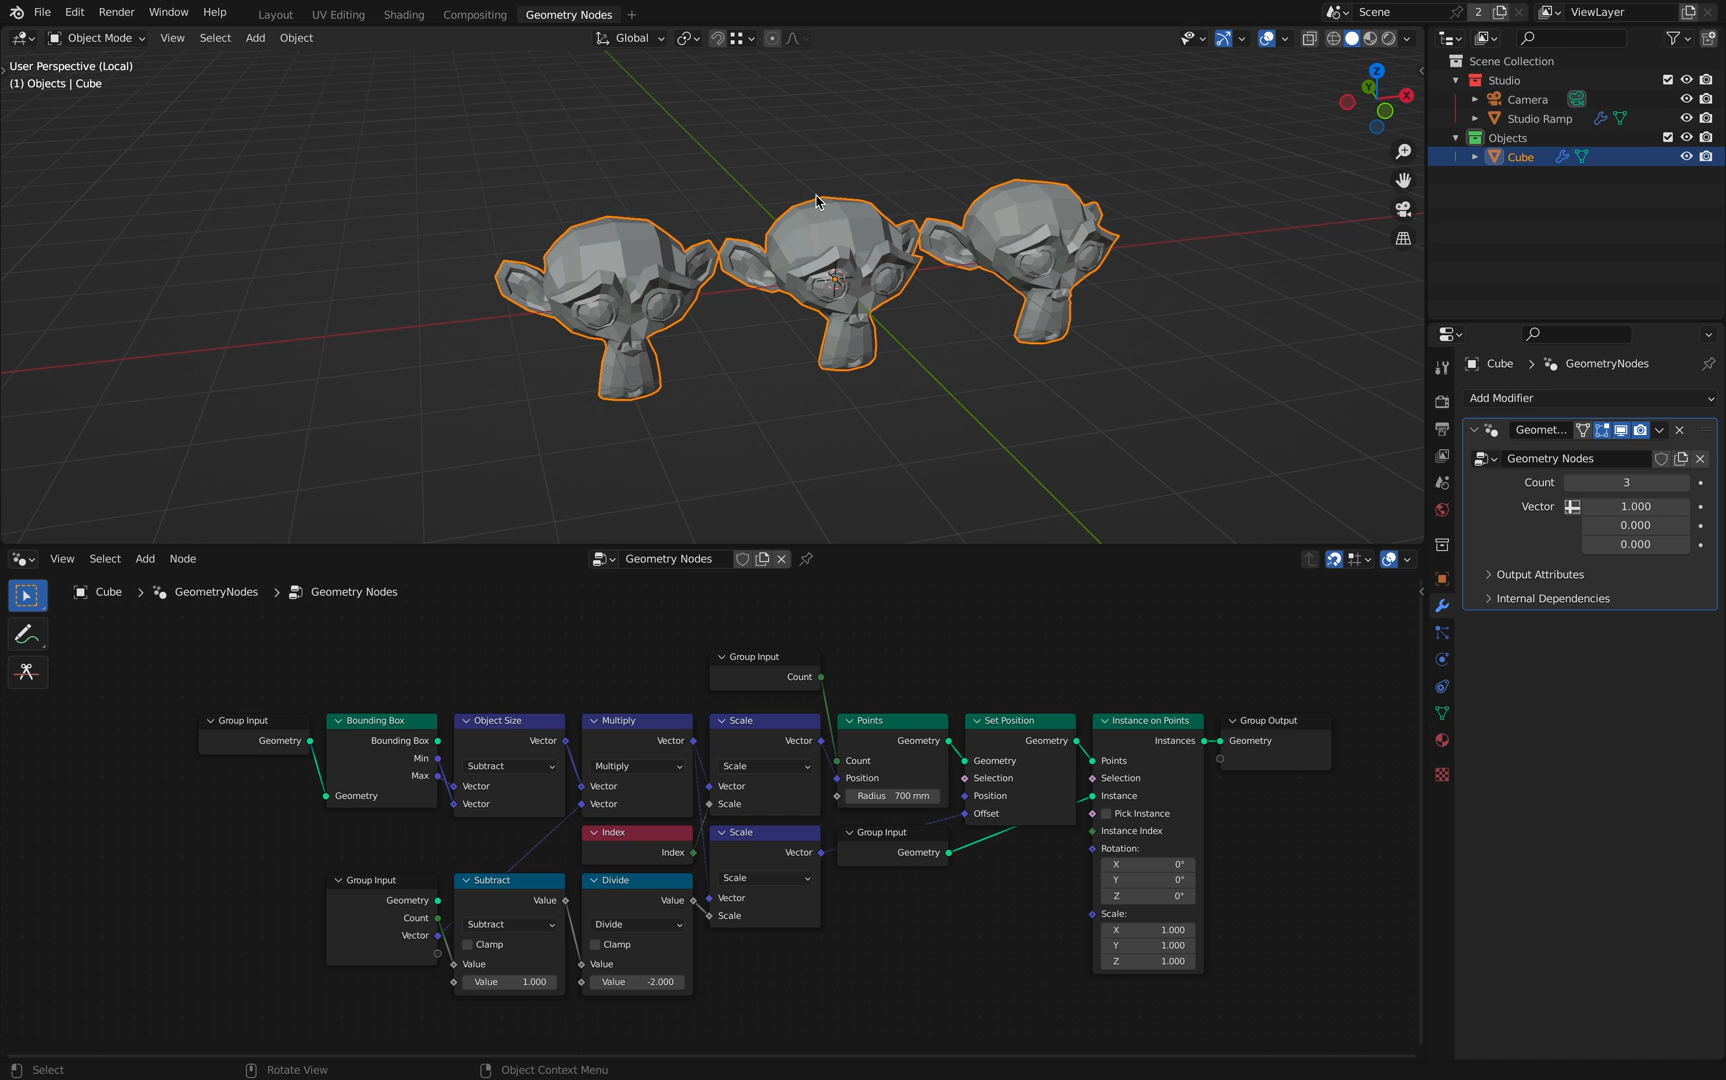 File Edit Render Window Help Layout UV Editing Shading Compositing Geometry Nodes + Scene 2 ViewLayer
Object Mode View Select Add Object Global
User Perspective (Local)
(1) Objects | Cube
Z
Y
X
Scene Collection
Studio
Camera
Studio Ramp
Objects
Cube
Cube > GeometryNodes
Add Modifier
Geomet...
Geometry Nodes
Count 3
Vector 1.000
0.000
0.000
Output Attributes
Internal Dependencies
View Select Add Node Geometry Nodes
Cube > GeometryNodes > Geometry Nodes
Group Input
Count
Group Input
Geometry
Bounding Box
Bounding Box
Min
Max
Geometry
Object Size
Vector
Subtract
Vector
Vector
Multiply
Vector
Multiply
Vector
Vector
Scale
Vector
Scale
Vector
Scale
Points
Geometry
Count
Position
Radius 700 mm
Set Position
Geometry
Geometry
Selection
Position
Offset
Instance on Points
Instances
Points
Selection
Instance
Pick Instance
Instance Index
Rotation:
X 0°
Y 0°
Z 0°
Scale:
X 1.000
Y 1.000
Z 1.000
Group Output
Geometry
Index
Index
Scale
Vector
Scale
Vector
Scale
Group Input
Geometry
Group Input
Geometry
Count
Vector
Subtract
Value
Subtract
Clamp
Value
Value 1.000
Divide
Value
Divide
Clamp
Value
Value -2.000
Select Rotate View Object Context Menu